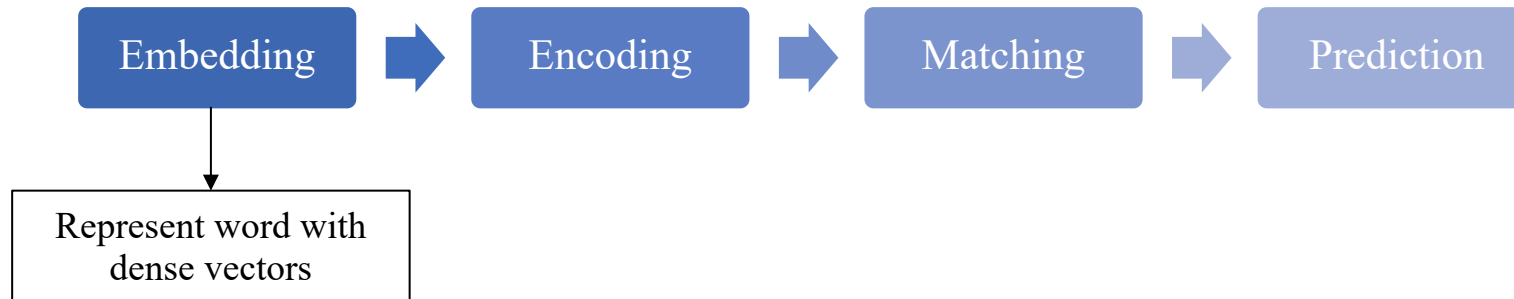 Embedding
Encoding
Matching
Prediction
Represent word with
dense vectors